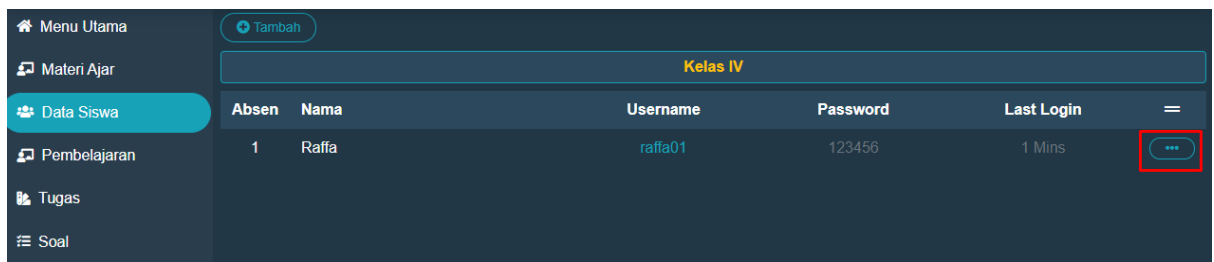 Menu Utama
Materi Ajar
Data Siswa
Pembelajaran
Tugas
Soal
Tambah
Kelas IV
Absen Nama Username Password Last Login
1 Raffa raffa01 123456 1 Mins